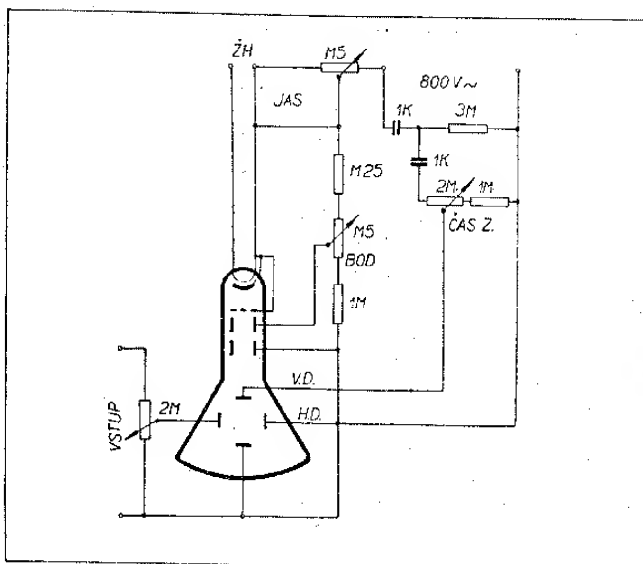 ŽH
M5
800V~
JAS
1K
3M
1K
M25
2M
1M
ČAS Z.
M5
BOD
1M
V.D.
VSTUP
2M
H.D.